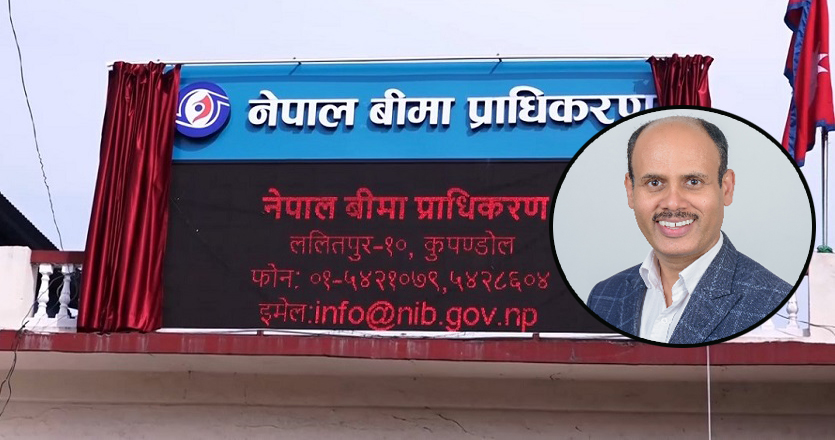 नेपाल बीमा प्राधिकरण
नेपाल बीमा प्राधिकरण
ललितपुर-१०, कुपण्डोल
फोन: ०१-५४२१०७९,५४२८६०४
इमेल:info@nib.gov.np